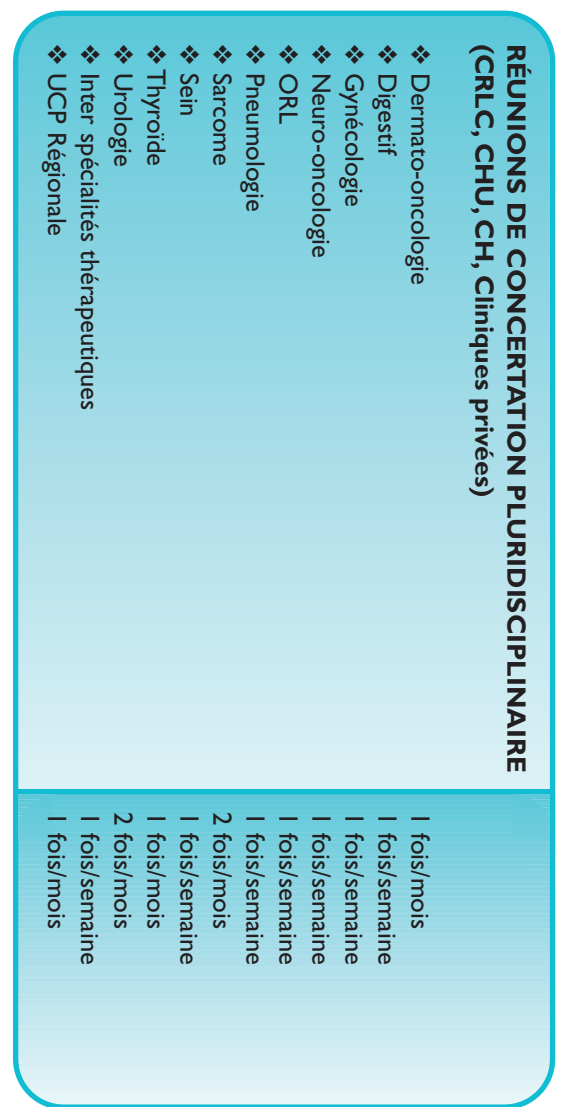 RÉUNIONS DE CONCERTATION PLURIDISCIPLINAIRE
(CRLC, CHU, CH, Cliniques privées)
❖ Dermato-oncologie 1 fois/mois
❖ Digestif 1 fois/semaine
❖ Gynécologie 1 fois/semaine
❖ Neuro-oncologie 1 fois/semaine
❖ ORL 1 fois/semaine
❖ Pneumologie 1 fois/semaine
❖ Sarcome 2 fois/mois
❖ Sein 1 fois/semaine
❖ Thyroïde 1 fois/mois
❖ Urologie 2 fois/mois
❖ Inter spécialités thérapeutiques 1 fois/semaine
❖ UCP Régionale 1 fois/mois